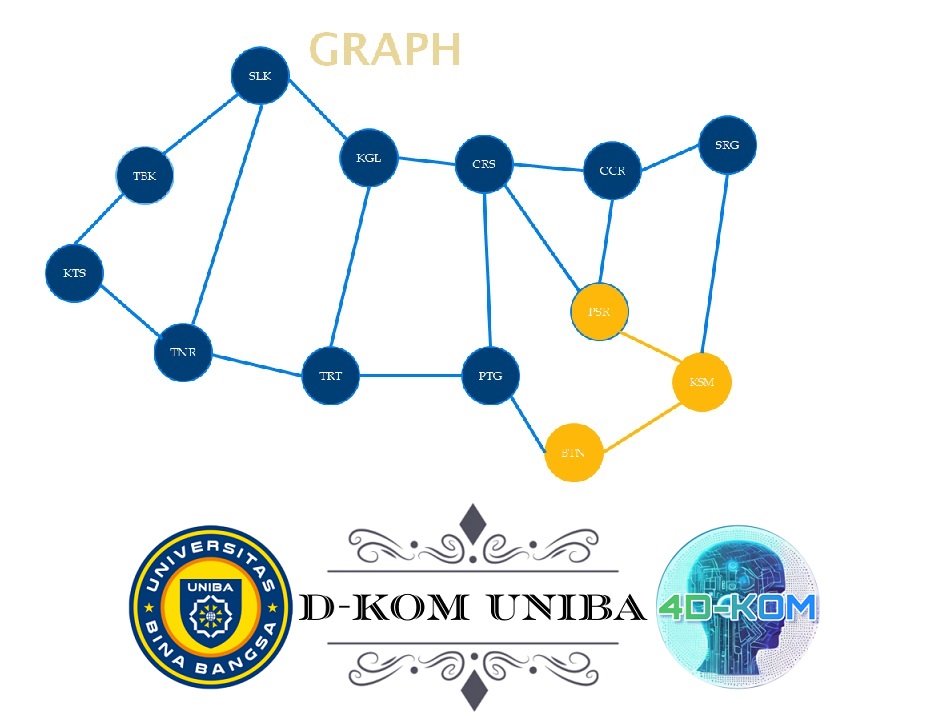 GRAPH
SLK
KGL
CRS
CCR
SRG
TBK
KTS
PSR
TNR
TRT
PTG
KSM
BTN
UNIVERSITAS
UNIBA
BINA BANGSA
D-KOM UNIBA
4D-KOM